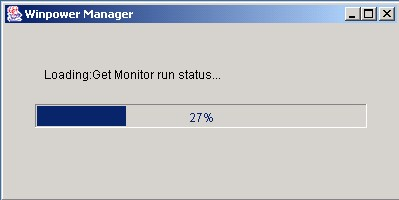 Winpower Manager
Loading:Get Monitor run status...
27%